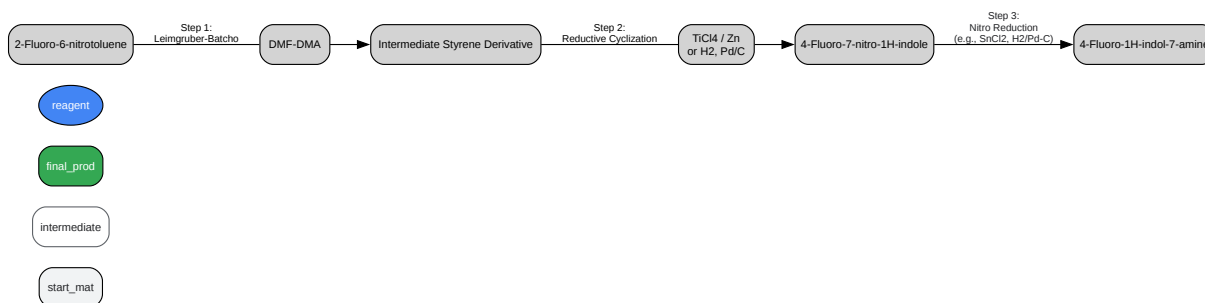 2-Fluoro-6-nitrotoluene
Step 1:
Leimgruber-Batcho
DMF-DMA
Intermediate Styrene Derivative
Step 2:
Reductive Cyclization
TiCl4 / Zn
or H2, Pd/C
4-Fluoro-7-nitro-1H-indole
Step 3:
Nitro Reduction
(e.g., SnCl2, H2/Pd-C)
4-Fluoro-1H-indol-7-amine
reagent
final_prod
intermediate
start_mat